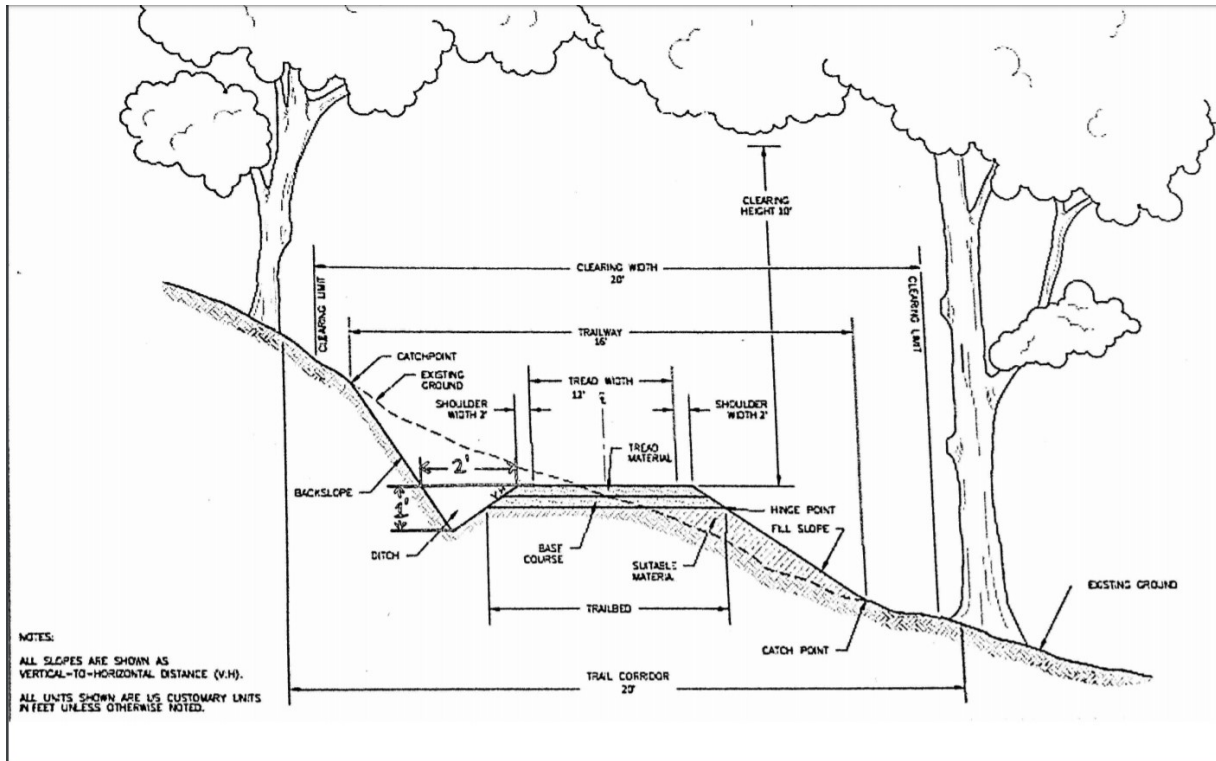 CLEARING
HEIGHT 10'
CLEARING WIDTH
20'
CLEARING LIMIT
CLEARING LIMIT
TRAILWAY
16'
CATCHPOINT
EXISTING
GROUND
TREAD WIDTH
12'
SHOULDER
WIDTH 2'
SHOULDER
WIDTH 2'
TREAD
MATERIAL
2'
V:H
BACKSLOPE
1'
HINGE POINT
FILL SLOPE
DITCH
BASE
COURSE
SUITABLE
MATERIAL
EXISTING GROUND
TRAILBED
CATCH POINT
NOTES:
ALL SLOPES ARE SHOWN AS
VERTICAL-TO-HORIZONTAL DISTANCE (V:H).
ALL UNITS SHOWN ARE US CUSTOMARY UNITS
IN FEET UNLESS OTHERWISE NOTED.
TRAIL CORRIDOR
20'